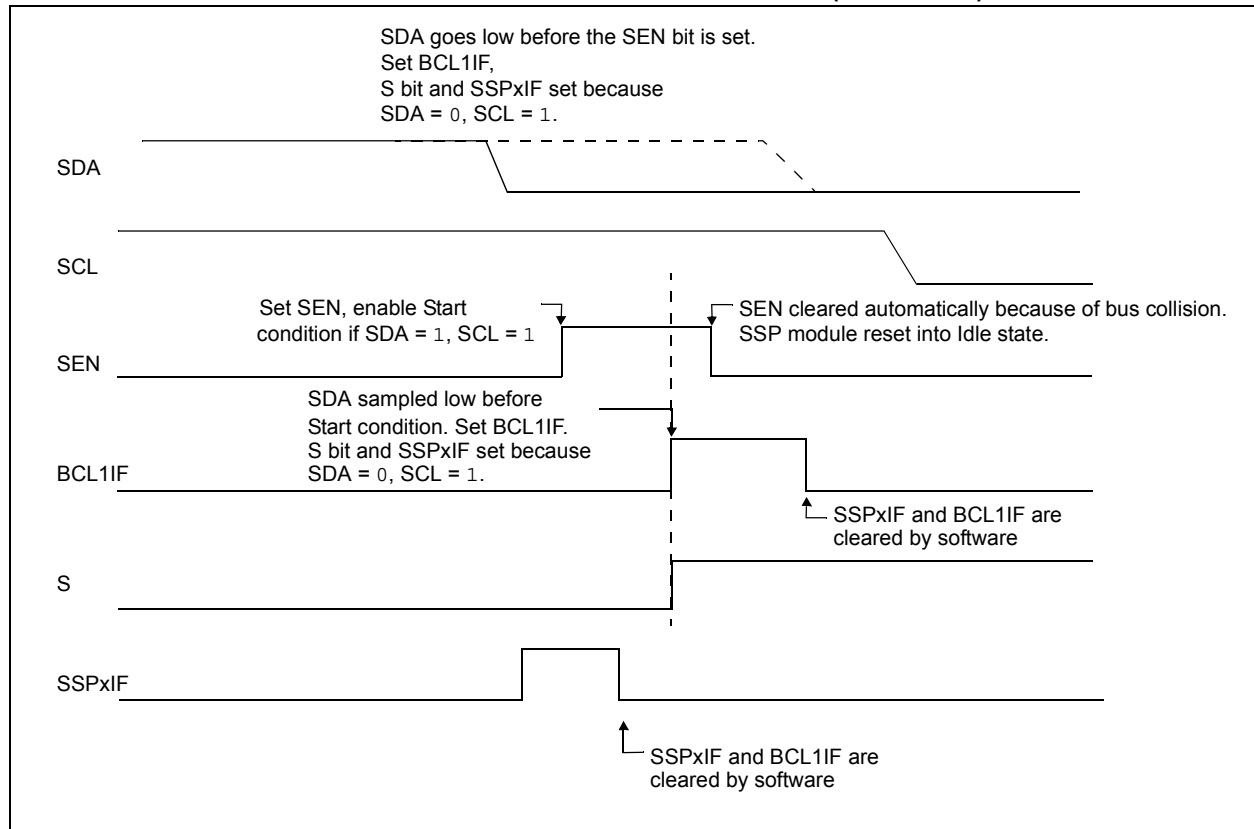 SDA goes low before the SEN bit is set.
Set BCL1IF,
S bit and SSPxIF set because
SDA = 0, SCL = 1.
SDA
SCL
Set SEN, enable Start
condition if SDA = 1, SCL = 1
SEN cleared automatically because of bus collision.
SSP module reset into Idle state.
SEN
SDA sampled low before
Start condition. Set BCL1IF.
S bit and SSPxIF set because
SDA = 0, SCL = 1.
BCL1IF
SSPxIF and BCL1IF are
cleared by software
S
SSPxIF
SSPxIF and BCL1IF are
cleared by software